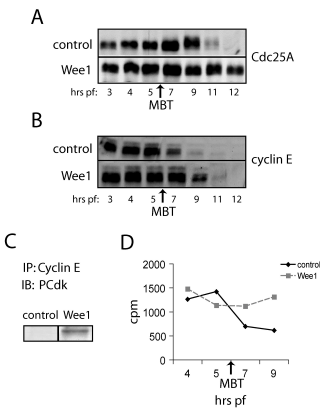 A
control
Wee1
Cdc25A
hrs pf: 3 4 5 7 9 11 12
MBT
B
control
Wee1
cyclin E
hrs pf: 3 4 5 7 9 11 12
MBT
C
IP: Cyclin E
IB: PCdk
control Wee1
D
control
Wee1
2000
1500
1000
500
0
cpm
4 5 7 9
MBT
hrs pf